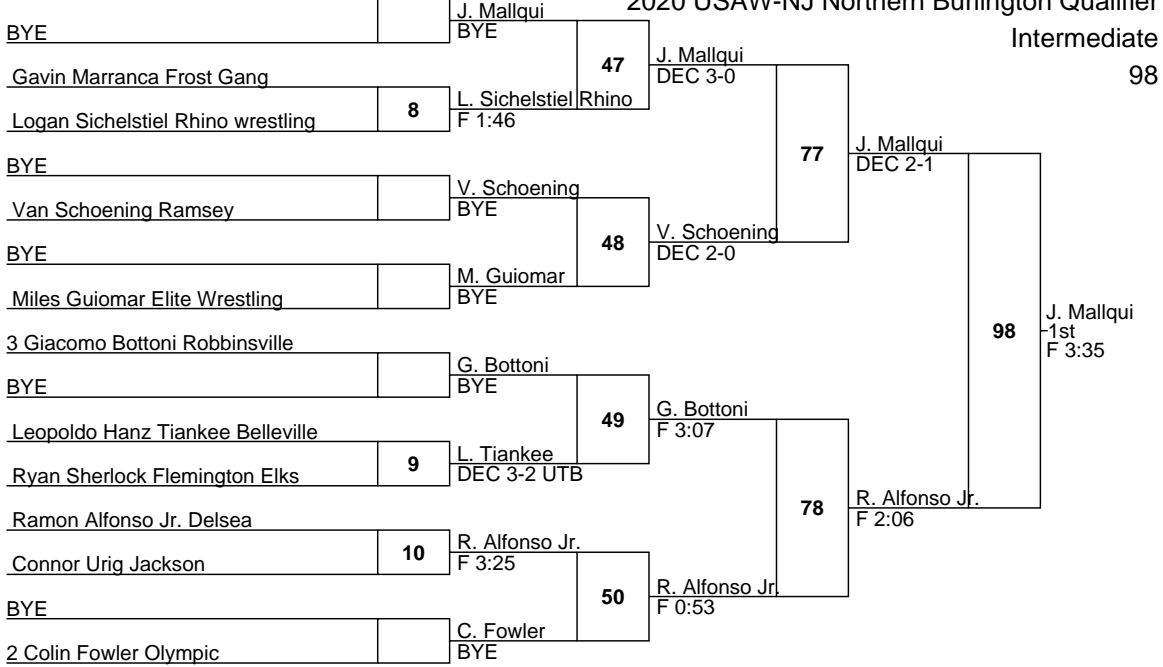 2020 USAW-NJ Northern Burlington Qualifier
Intermediate
98
BYE
Gavin Marranca Frost Gang
Logan Sichelstiel Rhino wrestling
BYE
Van Schoening Ramsey
BYE
Miles Guiomar Elite Wrestling
3 Giacomo Bottoni Robbinsville
BYE
Leopoldo Hanz Tiankee Belleville
Ryan Sherlock Flemington Elks
Ramon Alfonso Jr. Delsea
Connor Urig Jackson
BYE
2 Colin Fowler Olympic
8
9
10
J. Mallqui
BYE
L. Sichelstiel Rhino
F 1:46
V. Schoening
BYE
M. Guiomar
BYE
G. Bottoni
BYE
L. Tiankee
DEC 3-2 UTB
R. Alfonso Jr.
F 3:25
C. Fowler
BYE
47
48
49
50
J. Mallqui
DEC 3-0
V. Schoening
DEC 2-0
G. Bottoni
F 3:07
R. Alfonso Jr.
F 0:53
77
78
J. Mallqui
DEC 2-1
R. Alfonso Jr.
F 2:06
98
J. Mallqui
1st
F 3:35